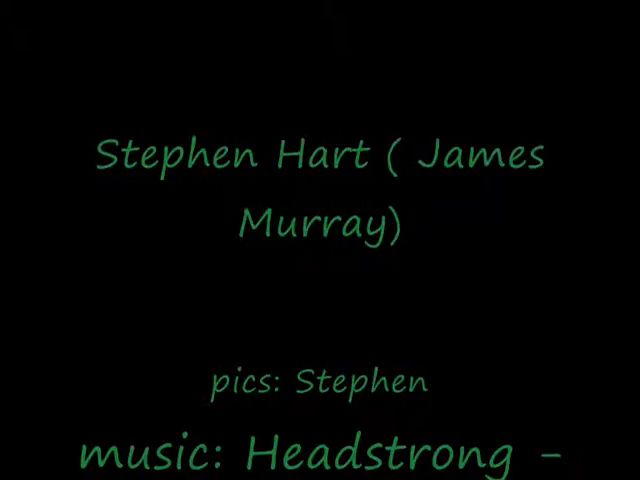 Stephen Hart ( James
Murray)
pics: Stephen
music: Headstrong -